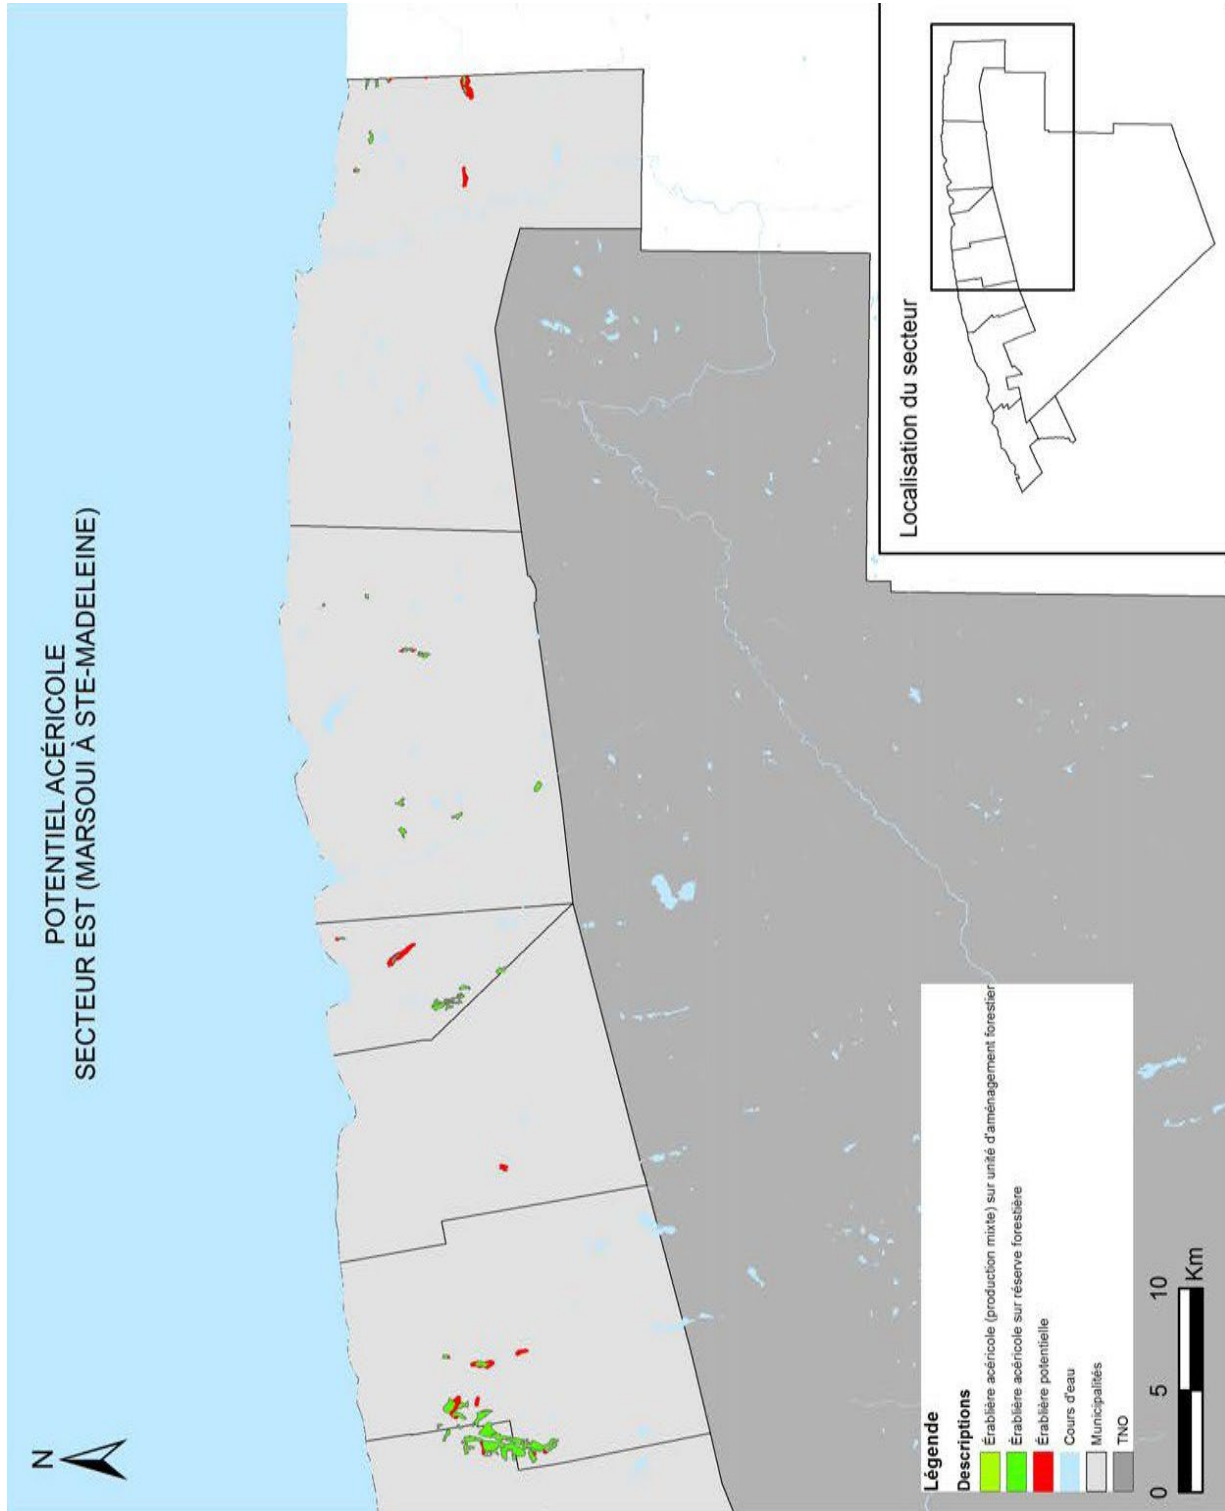 POTENTIEL ACÉRICOLE
SECTEUR EST (MARSOUI À STE-MADELEINE)
N
Localisation du secteur
Légende
Descriptions
Érablière acéricole (production mixte) sur unité d'aménagement forestier
Érablière acéricole sur réserve forestière
Érablière potentielle
Cours d'eau
Municipalités
TNO
0 5 10
Km